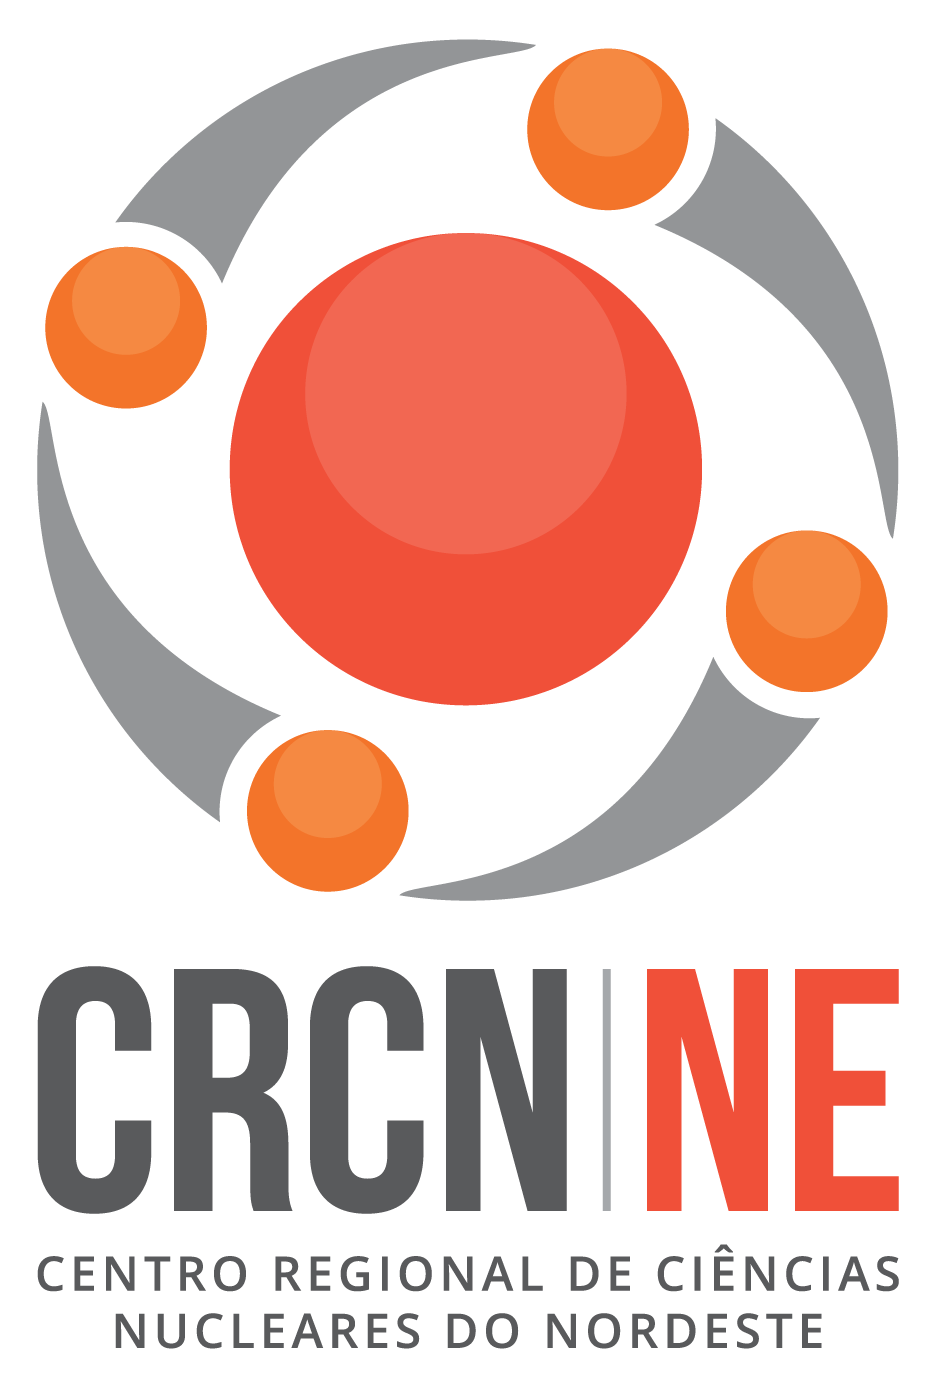 CRCN|NE
CENTRO REGIONAL DE CIÊNCIAS
NUCLEARES DO NORDESTE